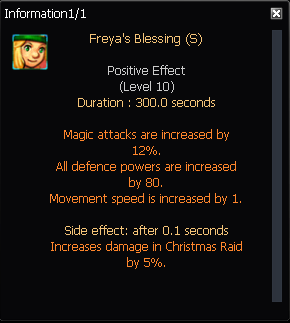 Information1/1
Freya's Blessing (S)
Positive Effect
(Level 10)
Duration : 300.0 seconds
Magic attacks are increased by
12%.
All defence powers are increased
by 80.
Movement speed is increased by 1.
Side effect: after 0.1 seconds
Increases damage in Christmas Raid
by 5%.